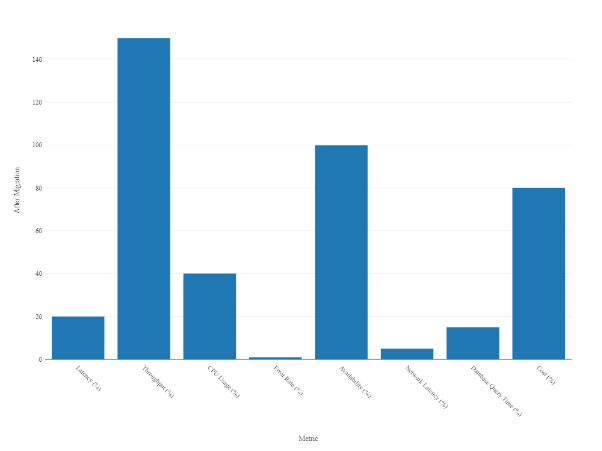 140
120
100
80
60
40
20
0
After Migration
Latency (%)
Throughput (%)
CPU Usage (%)
Error Rate (%)
Availability (%)
Network Latency (%)
Database Query Time (%)
Cost (%)
Metric